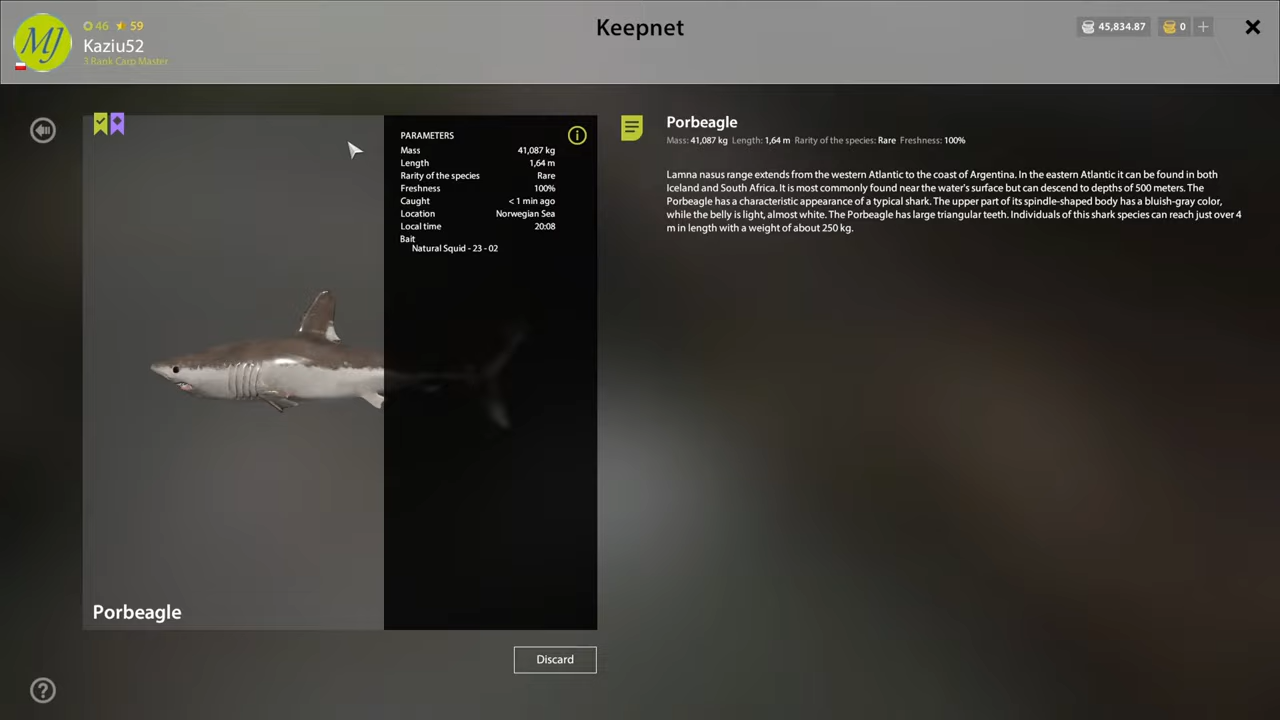 46 59
Kaziu52
3 Rank Carp Master
MJ
Keepnet
45,834.87 0
PARAMETERS
Mass 41,087 kg
Length 1,64 m
Rarity of the species Rare
Freshness 100%
Caught < 1 min ago
Location Norwegian Sea
Local time 20:08
Bait
Natural Squid - 23 - 02
Porbeagle
Discard
Porbeagle
Mass: 41,087 kg Length: 1,64 m Rarity of the species: Rare Freshness: 100%
Lamna nasus range extends from the western Atlantic to the coast of Argentina. In the eastern Atlantic it can be found in both
Iceland and South Africa. It is most commonly found near the water's surface but can descend to depths of 500 meters. The
Porbeagle has a characteristic appearance of a typical shark. The upper part of its spindle-shaped body has a bluish-gray color,
while the belly is light, almost white. The Porbeagle has large triangular teeth. Individuals of this shark species can reach just over 4
m in length with a weight of about 250 kg.